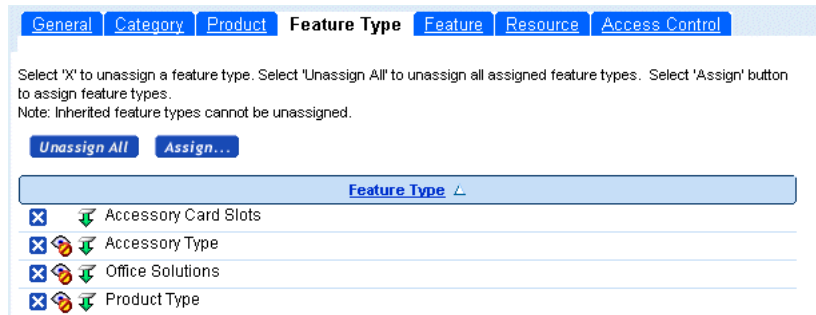 General Category Product Feature Type Feature Resource Access Control
Select 'X' to unassign a feature type. Select 'Unassign All' to unassign all assigned feature types. Select 'Assign' button
to assign feature types.
Note: Inherited feature types cannot be unassigned.
Unassign All Assign...
Feature Type
Accessory Card Slots
Accessory Type
Office Solutions
Product Type